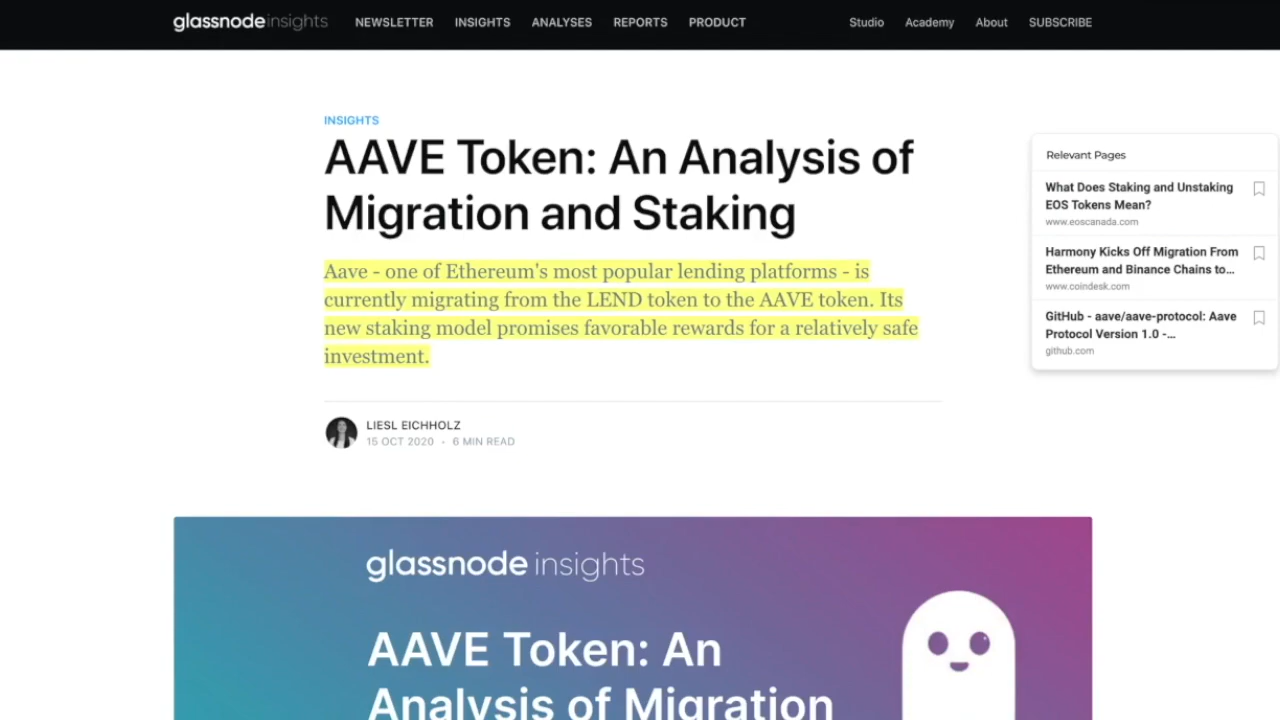 glassnodeinsights NEWSLETTER INSIGHTS ANALYSES REPORTS PRODUCT Studio Academy About SUBSCRIBE
INSIGHTS
AAVE Token: An Analysis of
Migration and Staking
Aave - one of Ethereum's most popular lending platforms - is
currently migrating from the LEND token to the AAVE token. Its
new staking model promises favorable rewards for a relatively safe
investment.
LIESL EICHHOLZ
15 OCT 2020 • 6 MIN READ
Relevant Pages
What Does Staking and Unstaking
EOS Tokens Mean?
www.eoscanada.com
Harmony Kicks Off Migration From
Ethereum and Binance Chains to...
www.coindesk.com
GitHub - aave/aave-protocol: Aave
Protocol Version 1.0 -...
github.com
glassnode insights
AAVE Token: An
Analysis of Migration